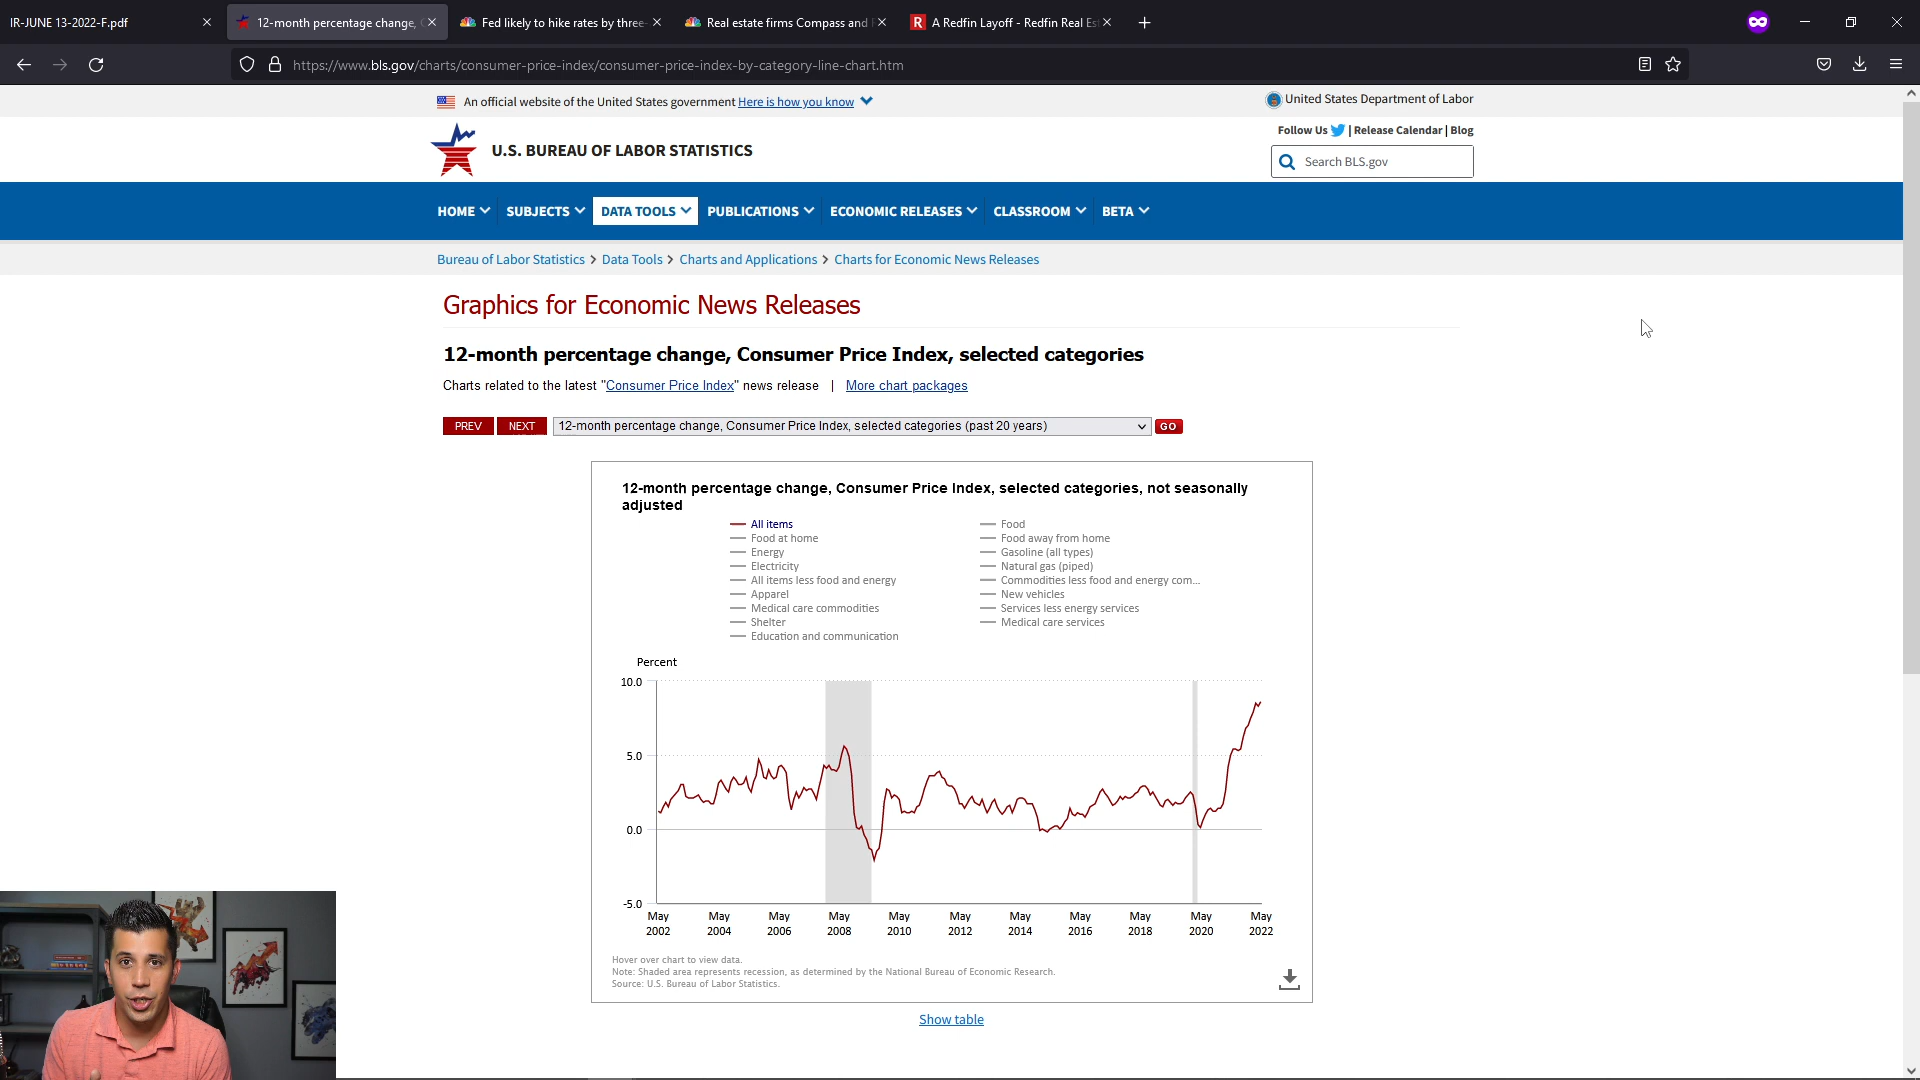 IR-JUNE 13-2022-F.pdf
12-month percentage change, C
Fed likely to hike rates by three-
Real estate firms Compass and
R A Redfin Layoff - Redfin Real Es
https://www.bls.gov/charts/consumer-price-index/consumer-price-index-by-category-line-chart.htm
An official website of the United States government Here is how you know
United States Department of Labor
Follow Us | Release Calendar | Blog
U.S. BUREAU OF LABOR STATISTICS
Search BLS.gov
HOME SUBJECTS DATA TOOLS PUBLICATIONS ECONOMIC RELEASES CLASSROOM BETA
Bureau of Labor Statistics > Data Tools > Charts and Applications > Charts for Economic News Releases
Graphics for Economic News Releases
12-month percentage change, Consumer Price Index, selected categories
Charts related to the latest "Consumer Price Index" news release | More chart packages
PREV NEXT 12-month percentage change, Consumer Price Index, selected categories (past 20 years) GO
12-month percentage change, Consumer Price Index, selected categories, not seasonally
adjusted
All items
Food
Food at home
Food away from home
Energy
Gasoline (all types)
Electricity
Natural gas (piped)
All items less food and energy
Commodities less food and energy com...
Apparel
New vehicles
Medical care commodities
Services less energy services
Shelter
Medical care services
Education and communication
Percent
10.0
5.0
0.0
-5.0
May May May May May May May May May May May
2002 2004 2006 2008 2010 2012 2014 2016 2018 2020 2022
Hover over chart to view data.
Note: Shaded area represents recession, as determined by the National Bureau of Economic Research.
Source: U.S. Bureau of Labor Statistics.
Show table